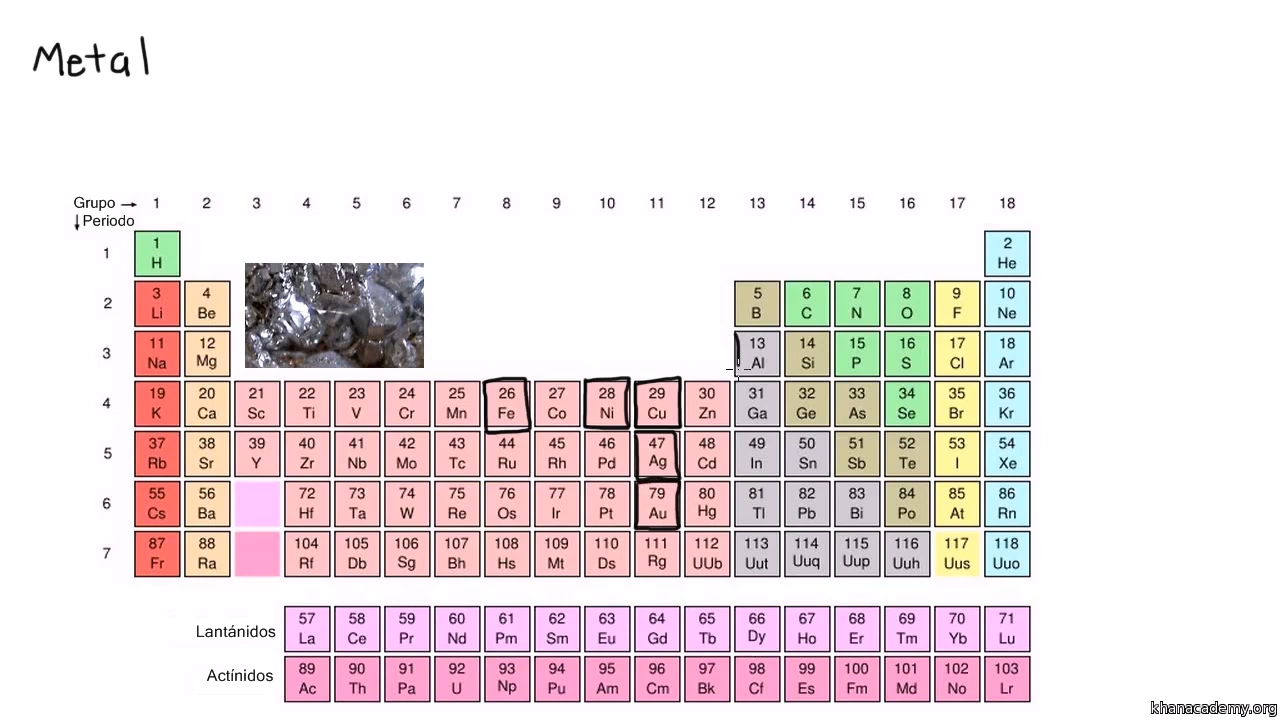 Metal
Grupo → 1 2 3 4 5 6 7 8 9 10 11 12 13 14 15 16 17 18
↓ Periodo
1 1 2
H He
2 3 4 5 6 7 8 9 10
Li Be B C N O F Ne
3 11 12 13 14 15 16 17 18
Na Mg Al Si P S Cl Ar
4 19 20 21 22 23 24 25 26 27 28 29 30 31 32 33 34 35 36
K Ca Sc Ti V Cr Mn Fe Co Ni Cu Zn Ga Ge As Se Br Kr
5 37 38 39 40 41 42 43 44 45 46 47 48 49 50 51 52 53 54
Rb Sr Y Zr Nb Mo Tc Ru Rh Pd Ag Cd In Sn Sb Te I Xe
6 55 56 72 73 74 75 76 77 78 79 80 81 82 83 84 85 86
Cs Ba Hf Ta W Re Os Ir Pt Au Hg Tl Pb Bi Po At Rn
7 87 88 104 105 106 107 108 109 110 111 112 113 114 115 116 117 118
Fr Ra Rf Db Sg Bh Hs Mt Ds Rg UUb Uut Uuq Uup Uuh Uus Uuo
57 58 59 60 61 62 63 64 65 66 67 68 69 70 71
Lantánidos La Ce Pr Nd Pm Sm Eu Gd Tb Dy Ho Er Tm Yb Lu
89 90 91 92 93 94 95 96 97 98 99 100 101 102 103
Actínidos Ac Th Pa U Np Pu Am Cm Bk Cf Es Fm Md No Lr
khanacademy.org